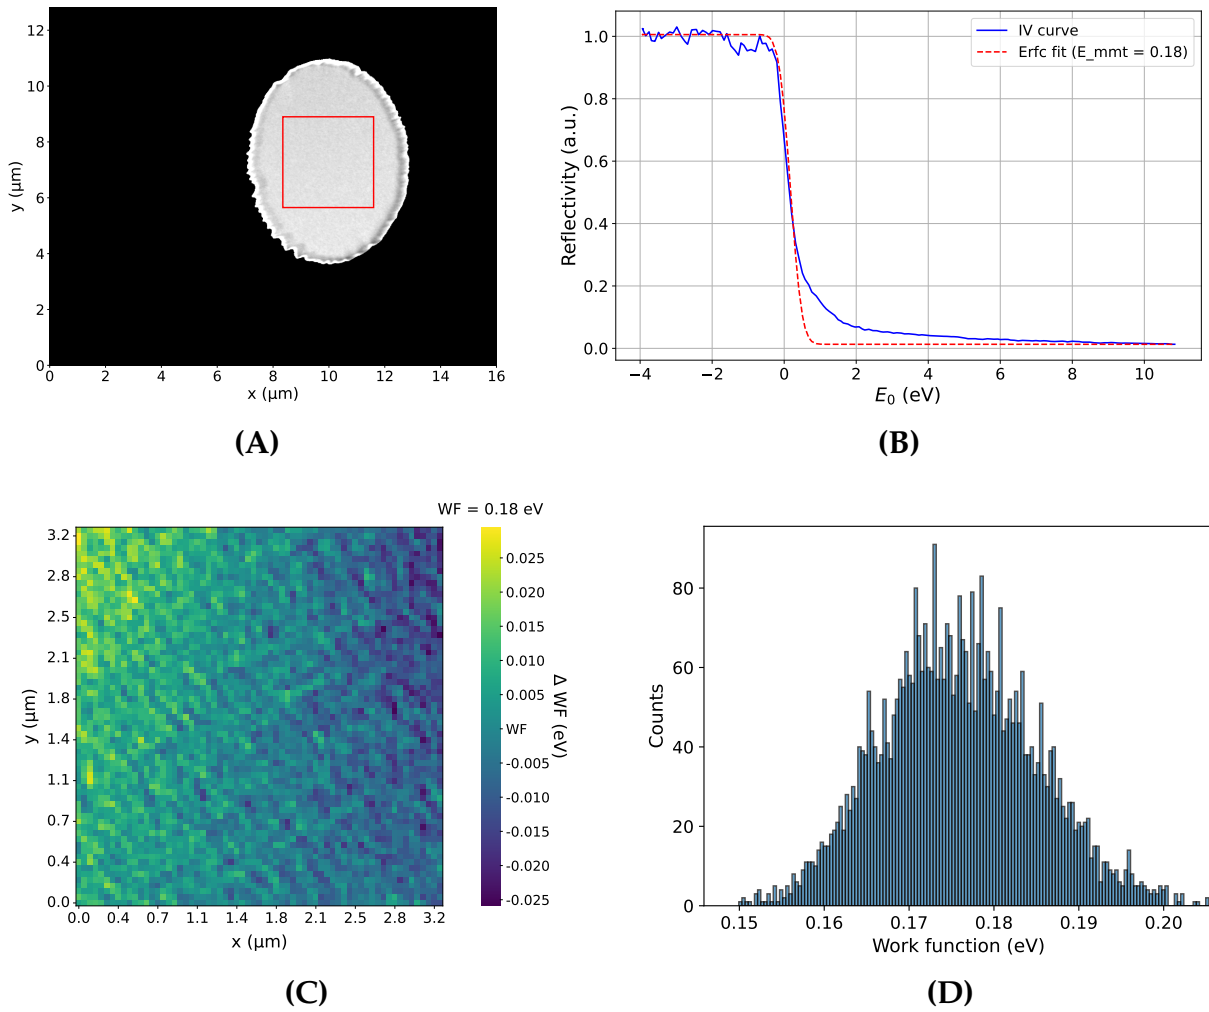 12
10
8
6
4
2
0
y (μm)
0 2 4 6 8 10 12 14 16
x (μm)
(A)
1.0
0.8
0.6
0.4
0.2
0.0
Reflectivity (a.u.)
IV curve
Erfc fit (E_mmt = 0.18)
−4 −2 0 2 4 6 8 10
E₀ (eV)
(B)
WF = 0.18 eV
3.2
2.8
2.5
2.1
1.8
1.4
1.1
0.7
0.4
0.0
y (μm)
0.0 0.4 0.7 1.1 1.4 1.8 2.1 2.5 2.8 3.2
x (μm)
0.025
0.020
0.015
0.010
0.005
WF
-0.005
-0.010
-0.015
-0.020
-0.025
Δ WF (eV)
(C)
80
60
40
20
0
Counts
0.15 0.16 0.17 0.18 0.19 0.20
Work function (eV)
(D)